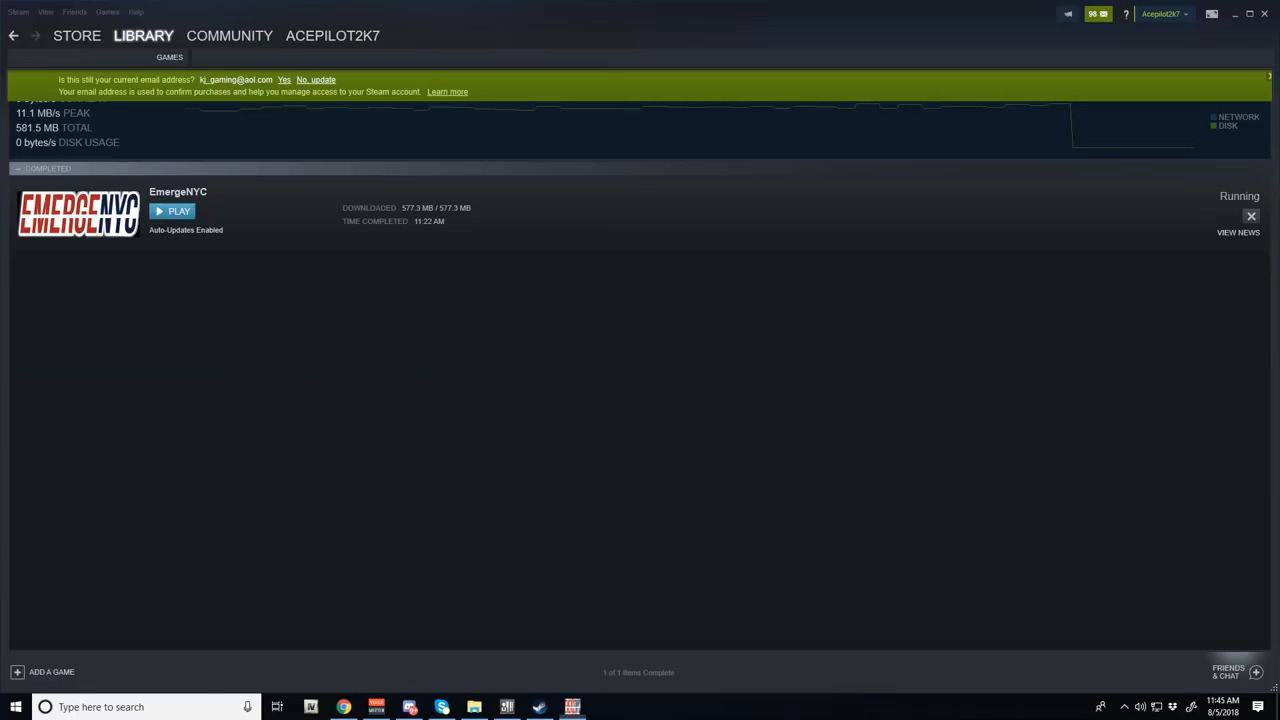 Steam View Friends Games Help
98 ? Acepilot2k7
STORE LIBRARY COMMUNITY ACEPILOT2K7
GAMES
Is this still your current email address? kj_gaming@aol.com Yes No, update
Your email address is used to confirm purchases and help you manage access to your Steam account. Learn more
11.1 MB/s PEAK
NETWORK
DISK
581.5 MB TOTAL
0 bytes/s DISK USAGE
— COMPLETED
EMERGENYC
EmergeNYC
PLAY
Auto-Updates Enabled
DOWNLOADED 577.3 MB / 577.3 MB
TIME COMPLETED 11:22 AM
Running
VIEW NEWS
ADD A GAME
1 of 1 Items Complete
FRIENDS
& CHAT
Type here to search
11:45 AM
8/5/2018